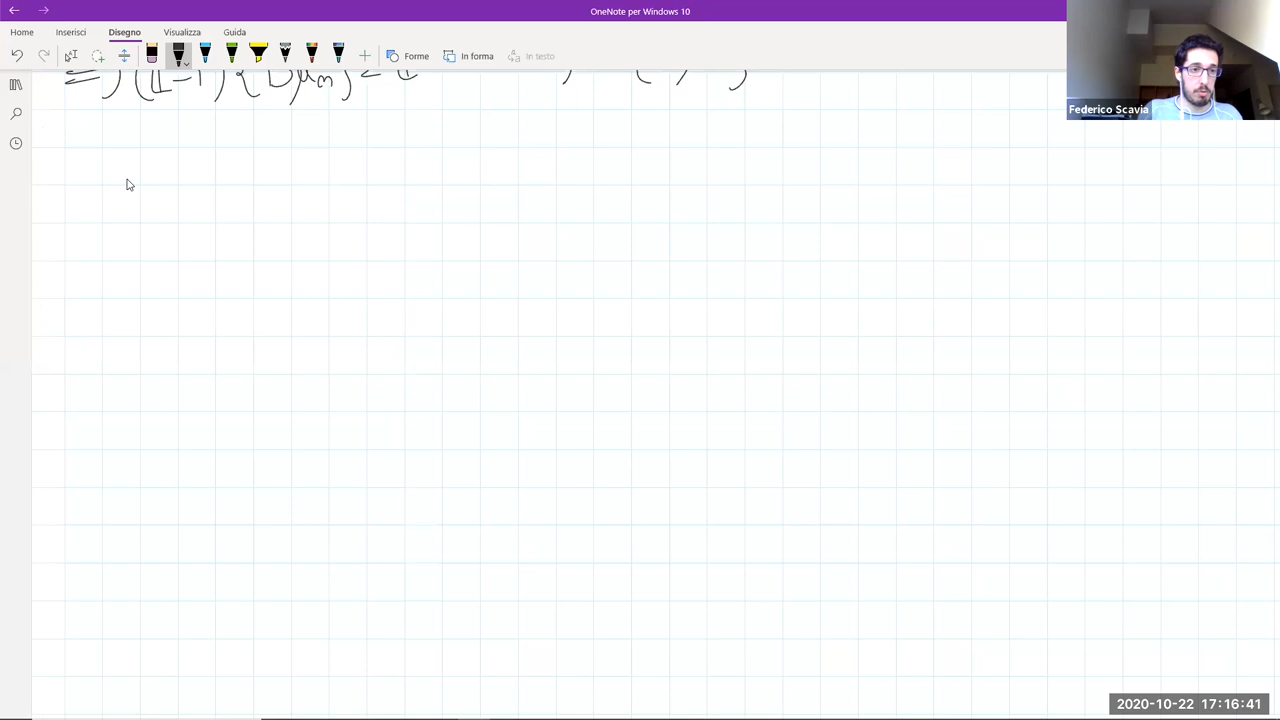 OneNote per Windows 10
Home Inserisci Disegno Visualizza Guida
Forme In forma In testo
Federico Scavia
2020-10-22 17:16:41